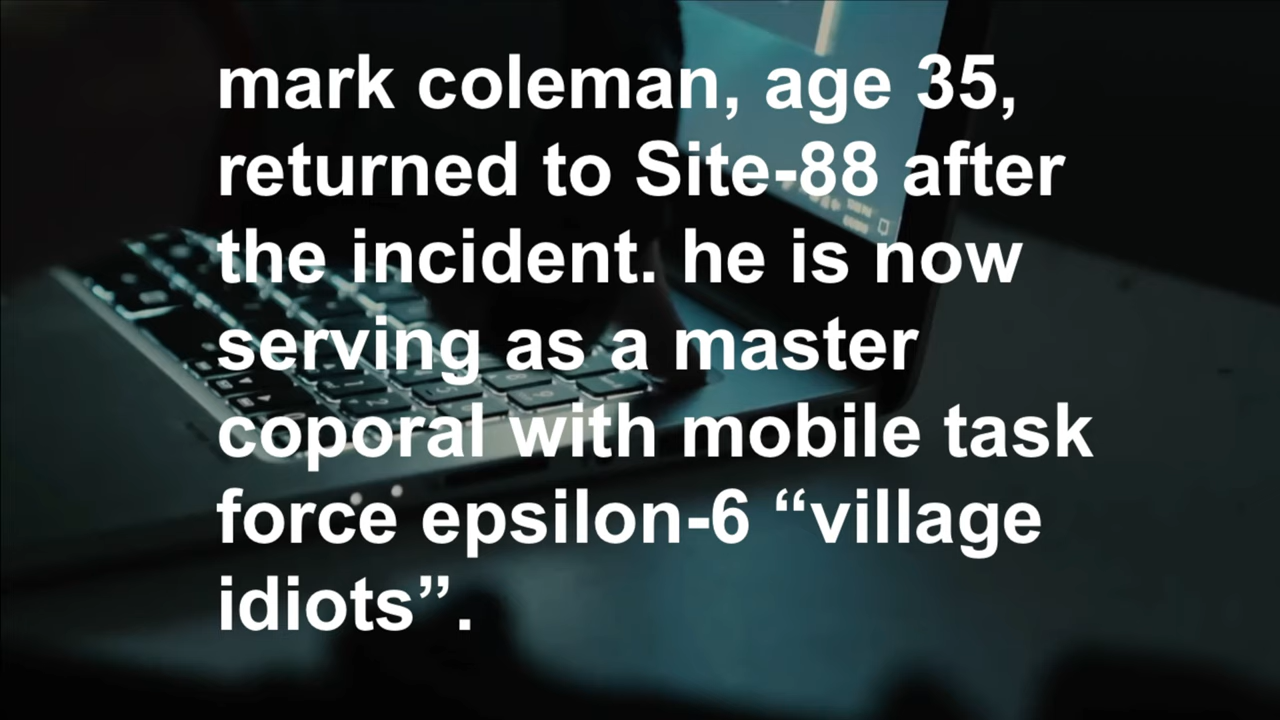 mark coleman, age 35,
returned to Site-88 after
the incident. he is now
serving as a master
coporal with mobile task
force epsilon-6 “village
idiots”.